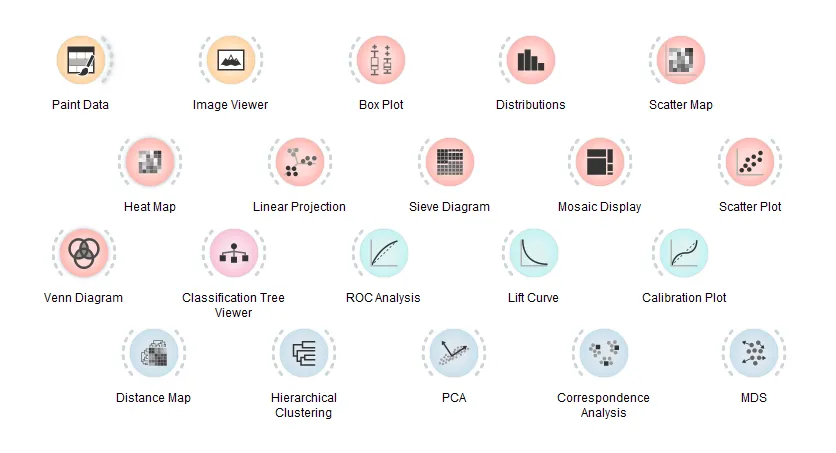 Paint Data
Image Viewer
Box Plot
Distributions
Scatter Map
Heat Map
Linear Projection
Sieve Diagram
Mosaic Display
Scatter Plot
Venn Diagram
Classification Tree
Viewer
ROC Analysis
Lift Curve
Calibration Plot
Distance Map
Hierarchical
Clustering
PCA
Correspondence
Analysis
MDS